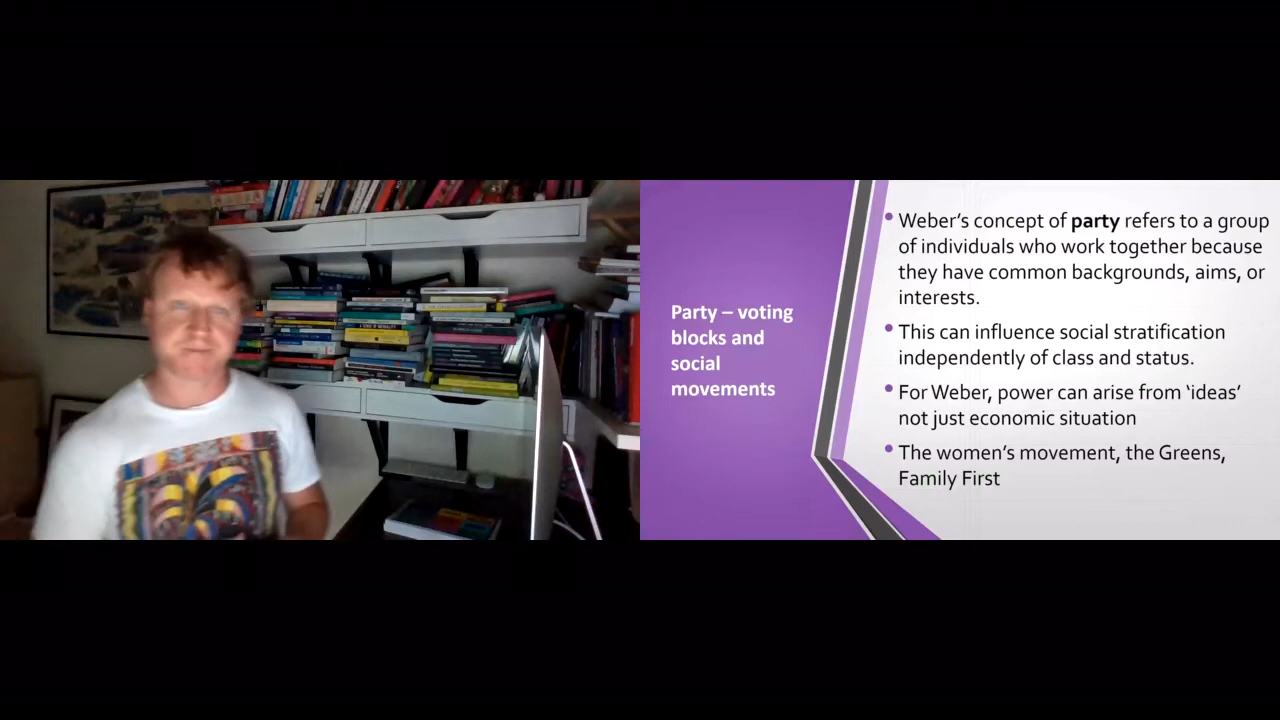 Party – voting
blocks and
social
movements
• Weber’s concept of party refers to a group
of individuals who work together because
they have common backgrounds, aims, or
interests.
• This can influence social stratification
independently of class and status.
• For Weber, power can arise from ‘ideas’
not just economic situation
• The women’s movement, the Greens,
Family First